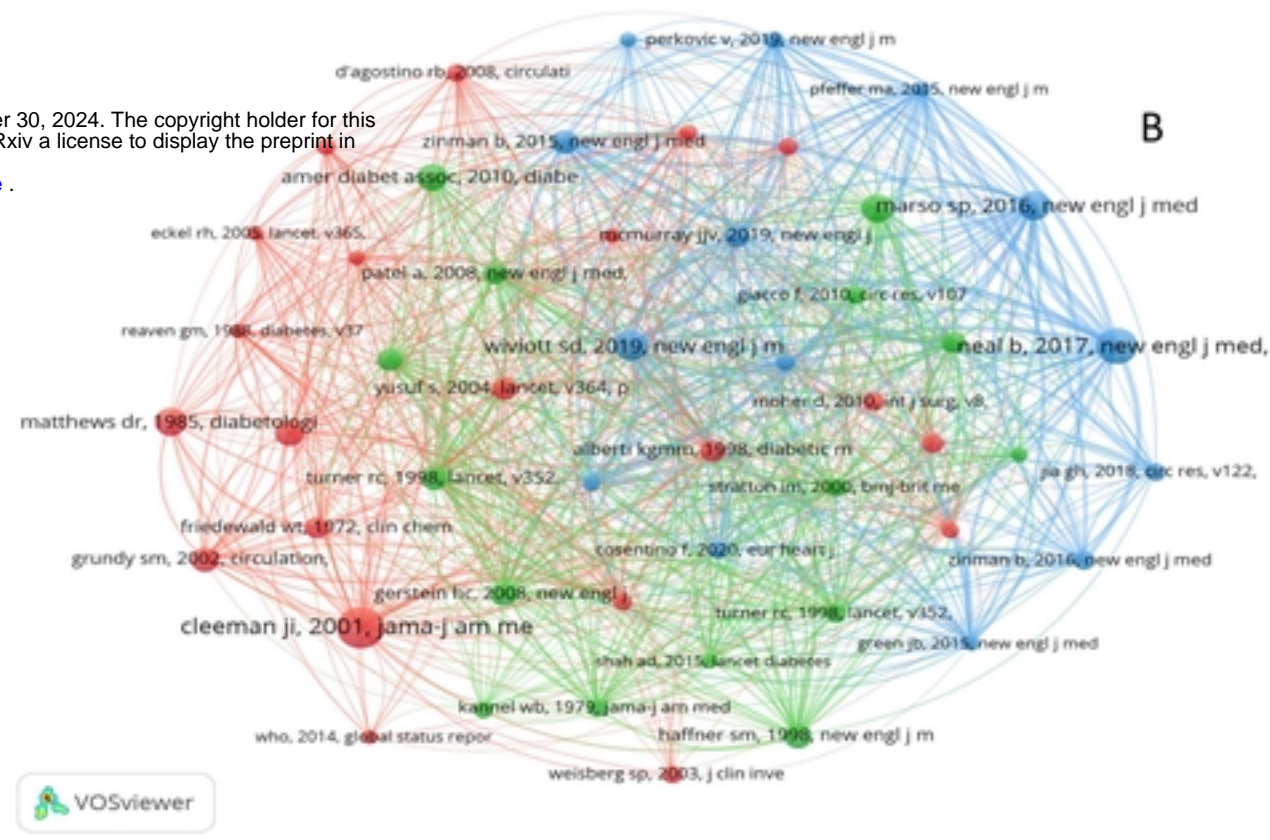 perkovic v, 2019, new engl j m
d'agostino rb, 2008, circulati
pfeffer ma, 2015, new engl j m
er 30, 2024. The copyright holder for this
B
Rxiv a license to display the preprint in
zinman b, 2015, new engl j med
amer diabet assoc, 2010, diabe
.
marso sp, 2016, new engl j med
eckel rh, 2005, lancet, v365,
mcmurray jjv, 2019, new engl j
patel a, 2008, new engl j med,
giacco f, 2010, circ res, v107
reaven gm, 1988, diabetes, v37
wiviott sd, 2019, new engl j m
neal b, 2017, new engl j med,
yusuf s, 2004, lancet, v364, p
moher d, 2010, int j surg, v8,
matthews dr, 1985, diabetologi
alberti kgmm, 1998, diabetic m
jia gh, 2018, circ res, v122,
turner rc, 1998, lancet, v352,
stratton im, 2000, bmj-brit me
friedewald wt, 1972, clin chem
cosentino f, 2020, eur heart j,
grundy sm, 2002, circulation,
zinman b, 2016, new engl j med
gerstein hc, 2008, new engl j
turner rc, 1998, lancet, v352,
cleeman ji, 2001, jama-j am me
green jb, 2015, new engl j med
shah ad, 2015, lancet diabetes
kannel wb, 1979, jama-j am med
who, 2014, global status repor
haffner sm, 1998, new engl j m
weisberg sp, 2003, j clin inve
VOSviewer